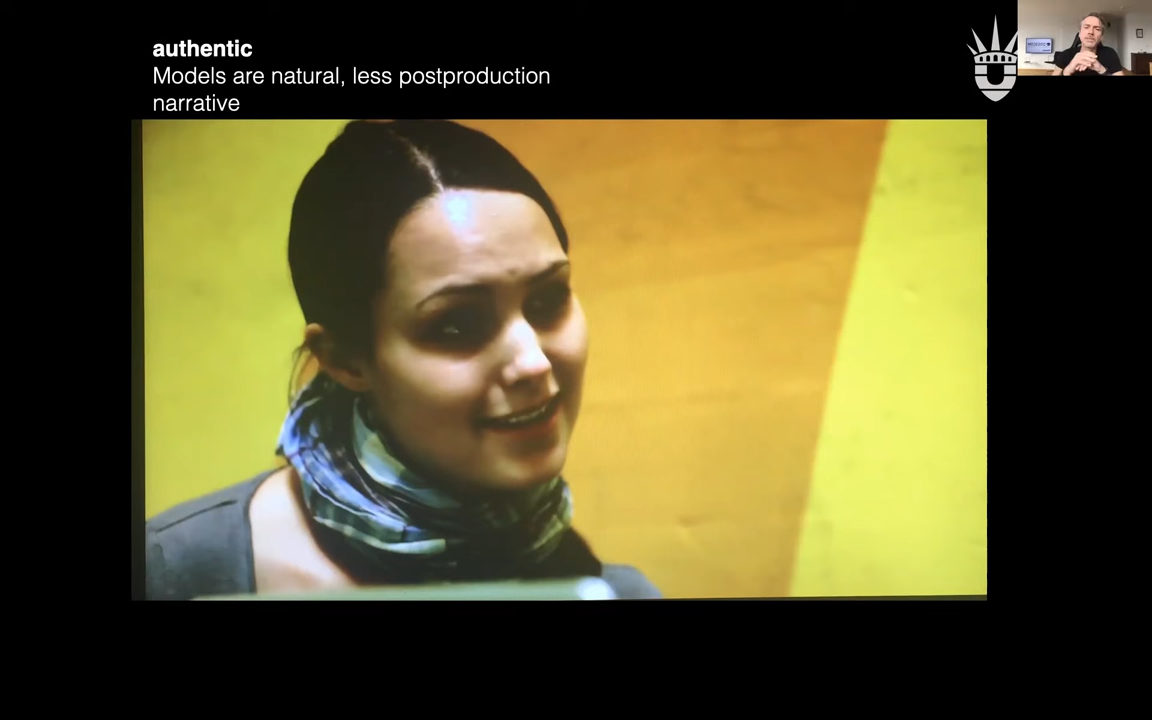 authentic
Models are natural, less postproduction
narrative